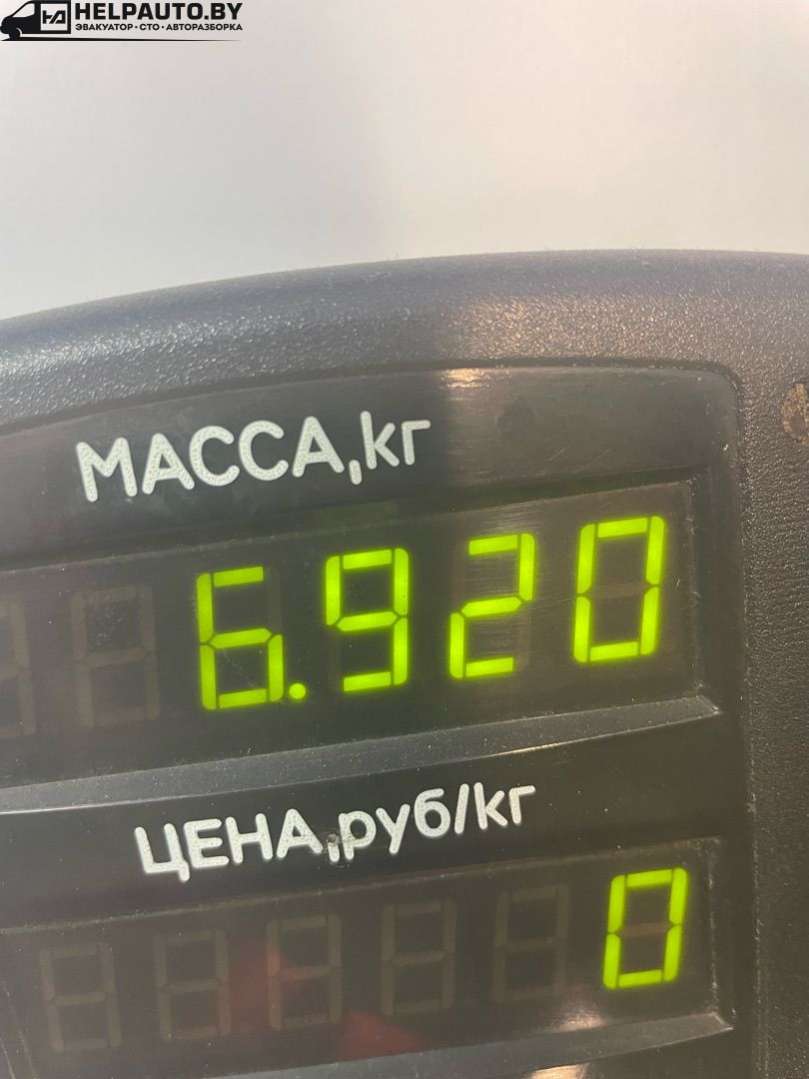 HELPAUTO.BY
ЭВАКУАТОР • СТО • АВТОРАЗБОРКА
МАССА,кг
6.920
ЦЕНА,руб/кг
0